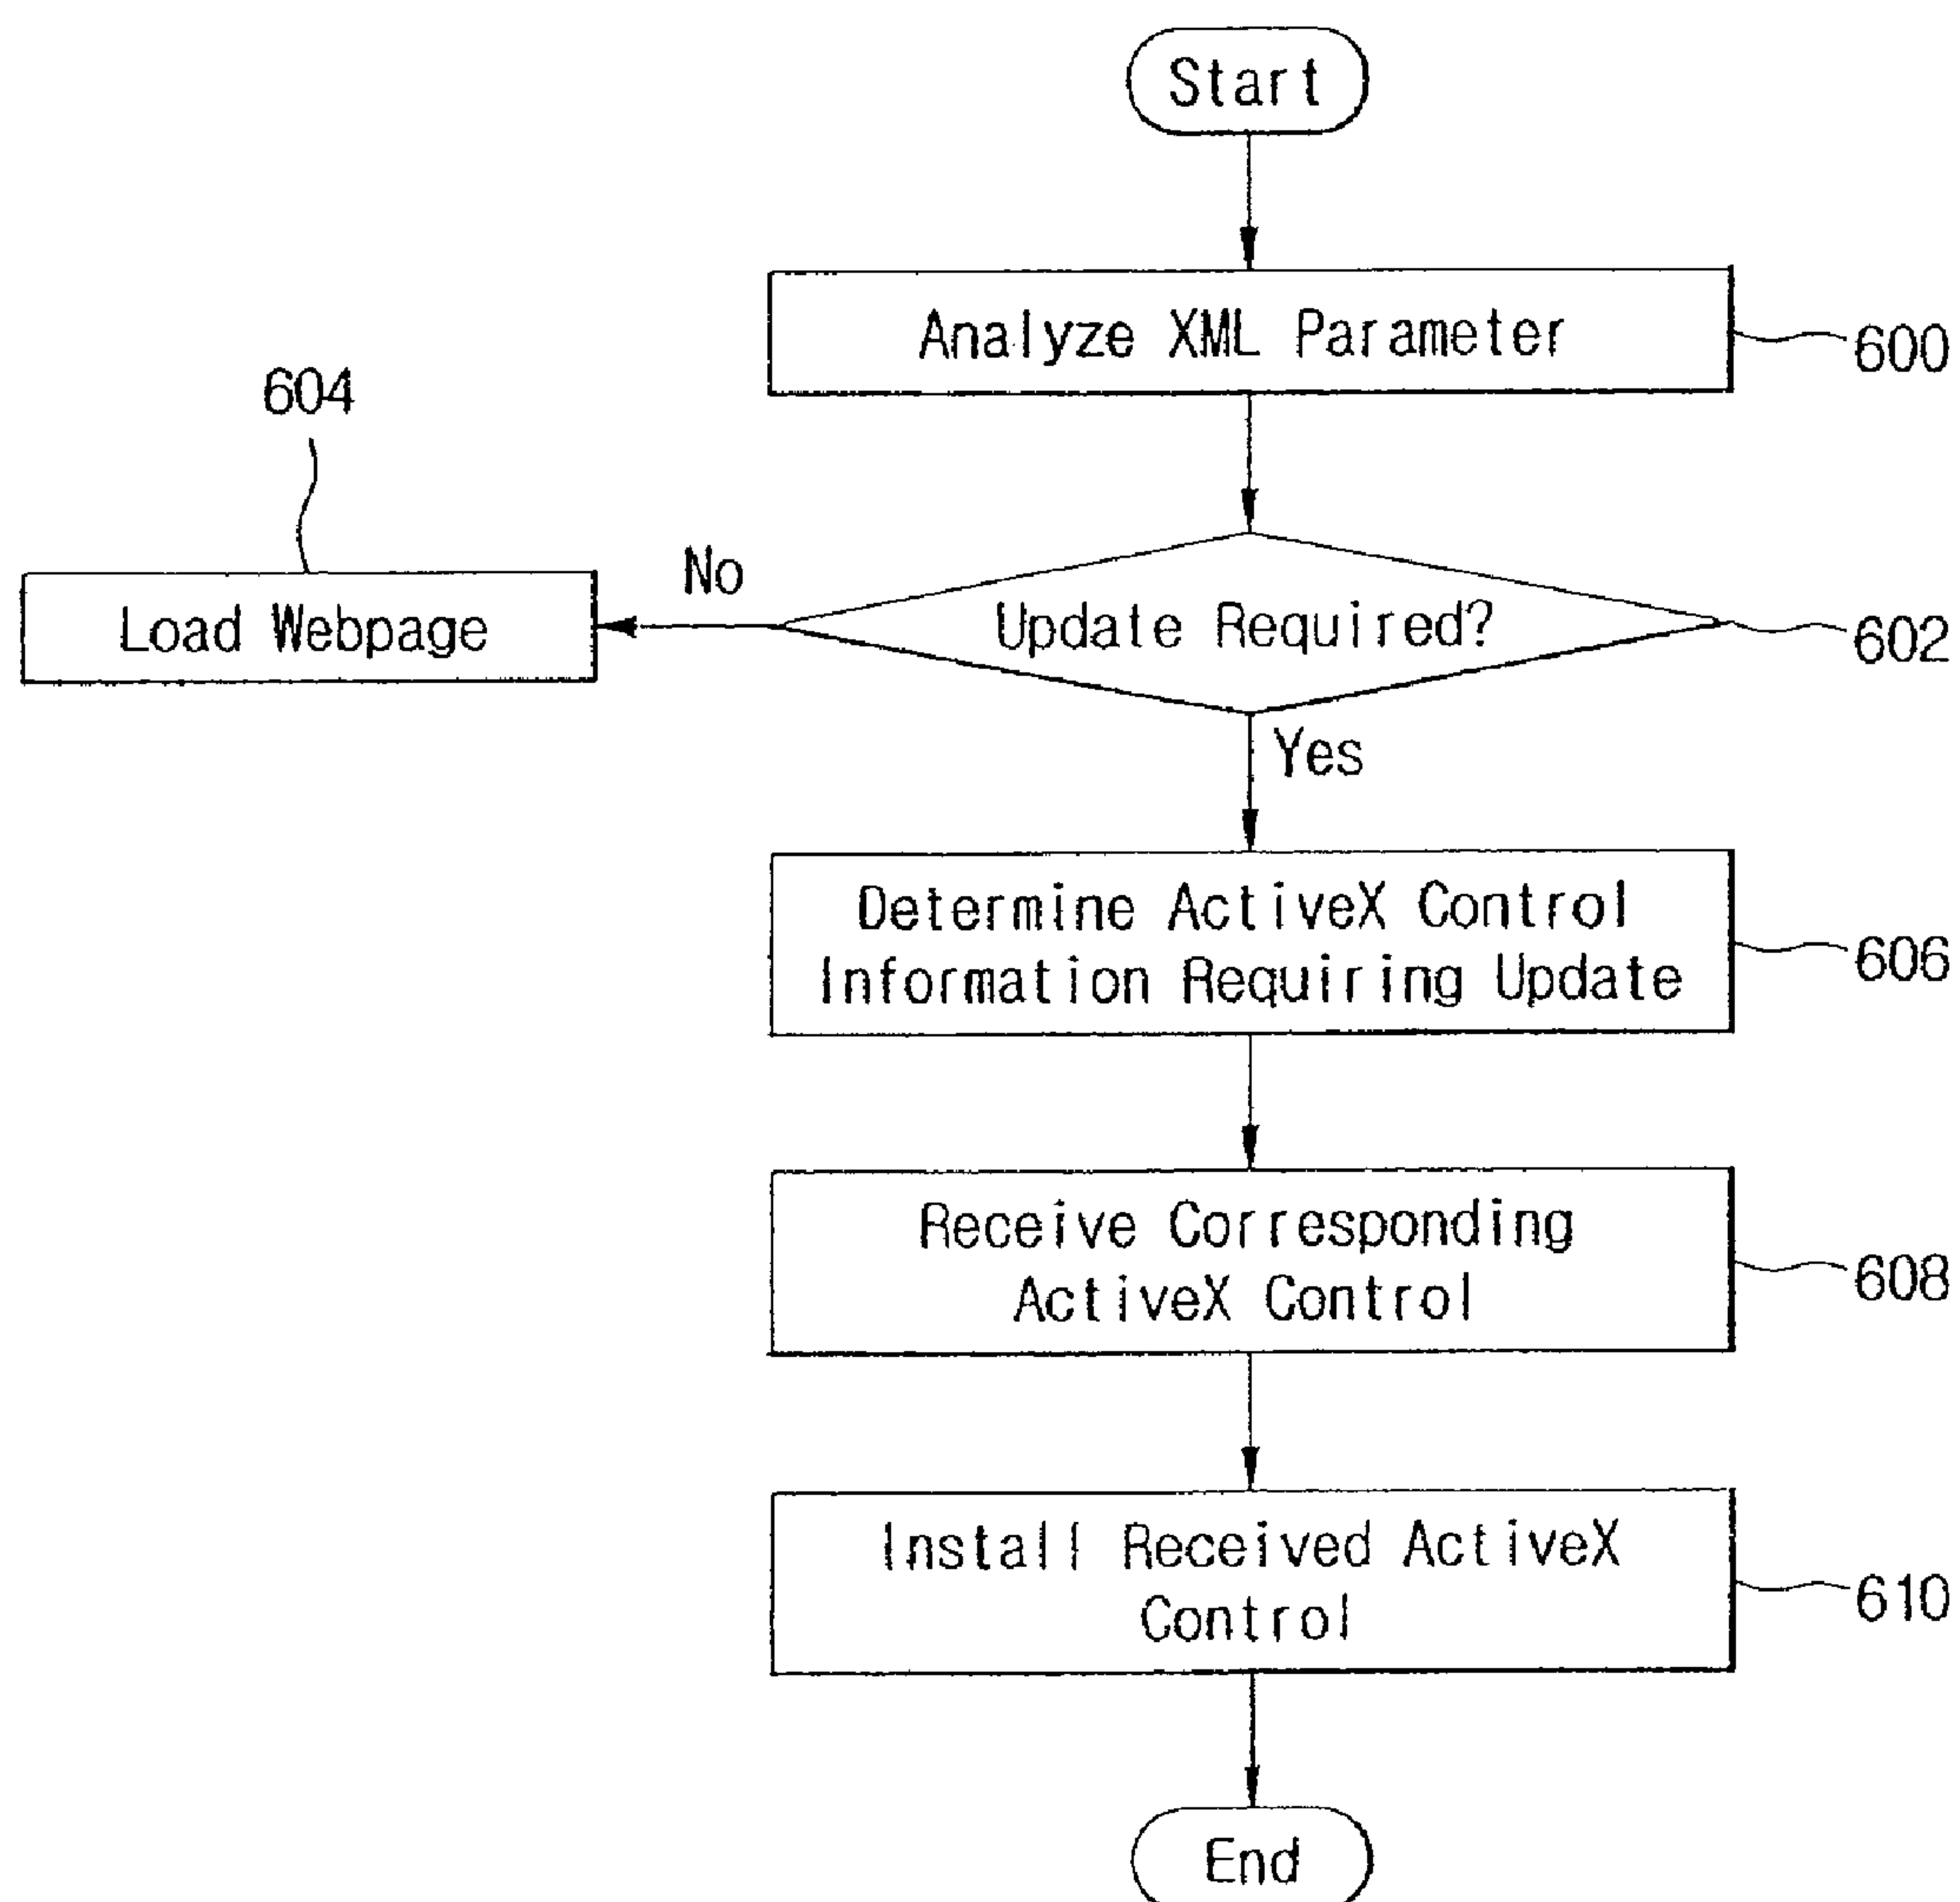 Start
Analyze XML Parameter
600
604
No
Load Webpage
Update Required?
602
Yes
Determine ActiveX Control
Information Requiring Update
606
Receive Corresponding
ActiveX Control
608
Install Received ActiveX
Control
610
End